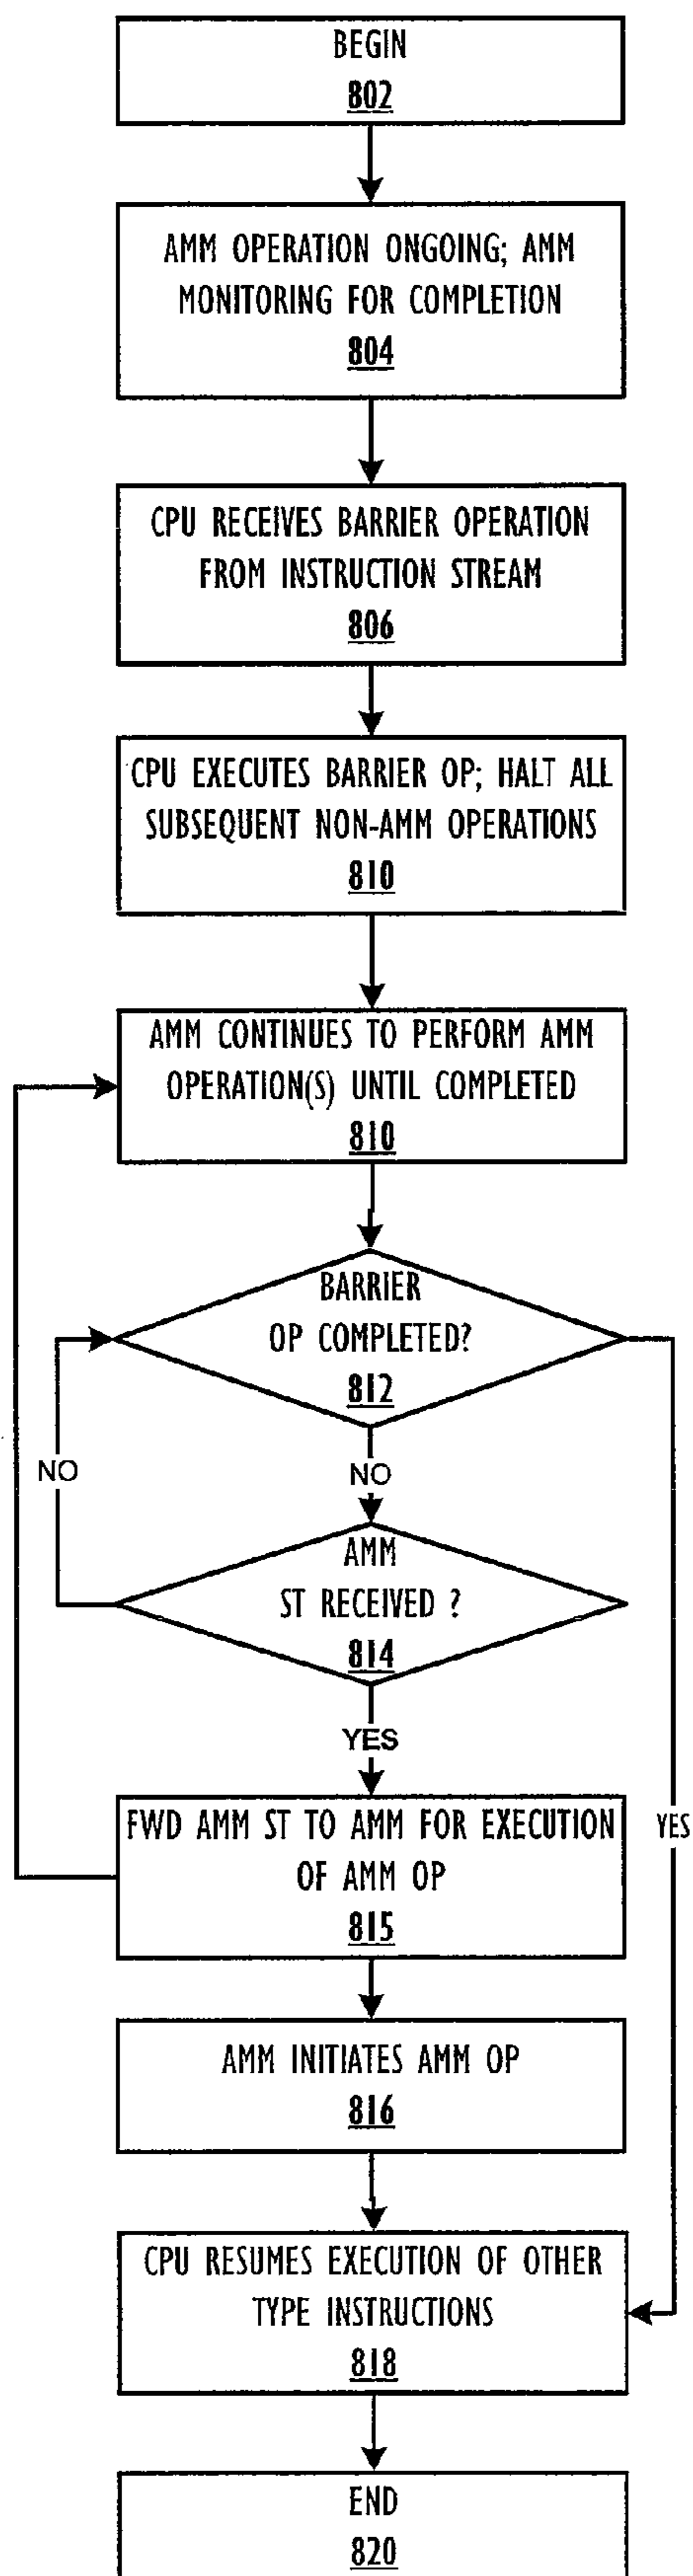 BEGIN
802
AMM OPERATION ONGOING; AMM
MONITORING FOR COMPLETION
804
CPU RECEIVES BARRIER OPERATION
FROM INSTRUCTION STREAM
806
CPU EXECUTES BARRIER OP; HALT ALL
SUBSEQUENT NON-AMM OPERATIONS
810
AMM CONTINUES TO PERFORM AMM
OPERATION(S) UNTIL COMPLETED
810
BARRIER
OP COMPLETED?
812
NO
NO
AMM
ST RECEIVED ?
814
YES
FWD AMM ST TO AMM FOR EXECUTION
OF AMM OP
815
YES
AMM INITIATES AMM OP
816
CPU RESUMES EXECUTION OF OTHER
TYPE INSTRUCTIONS
818
END
820